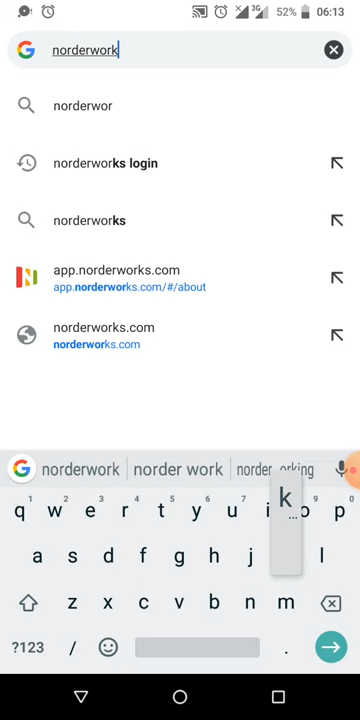 52% 06:13
3G
norderwork
norderwor
norderworks login
norderworks
app.norderworks.com
app.norderworks.com/#/about
norderworks.com
norderworks.com
norderwork norder work norder orking
1 2 3 4 5 6 7 9 0
q w e r t y u i o p
k
...
a s d f g h j l
z x c v b n m
?123 / .